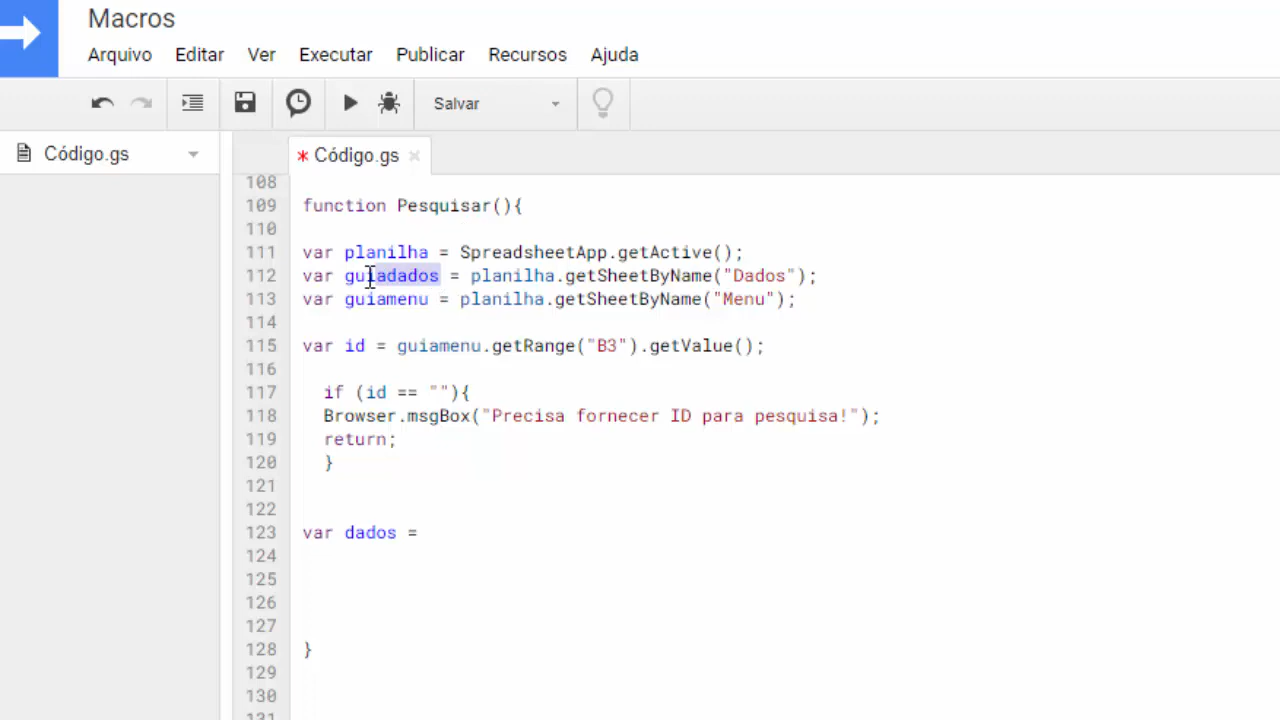 Macros
Arquivo Editar Ver Executar Publicar Recursos Ajuda
Salvar
Código.gs
* Código.gs ×
108
109 function Pesquisar(){
110
111 var planilha = SpreadsheetApp.getActive();
112 var guiadados = planilha.getSheetByName("Dados");
113 var guiamenu = planilha.getSheetByName("Menu");
114
115 var id = guiamenu.getRange("B3").getValue();
116
117 if (id == ""){
118 Browser.msgBox("Precisa fornecer ID para pesquisa!");
119 return;
120 }
121
122
123 var dados =
124
125
126
127
128 }
129
130
131